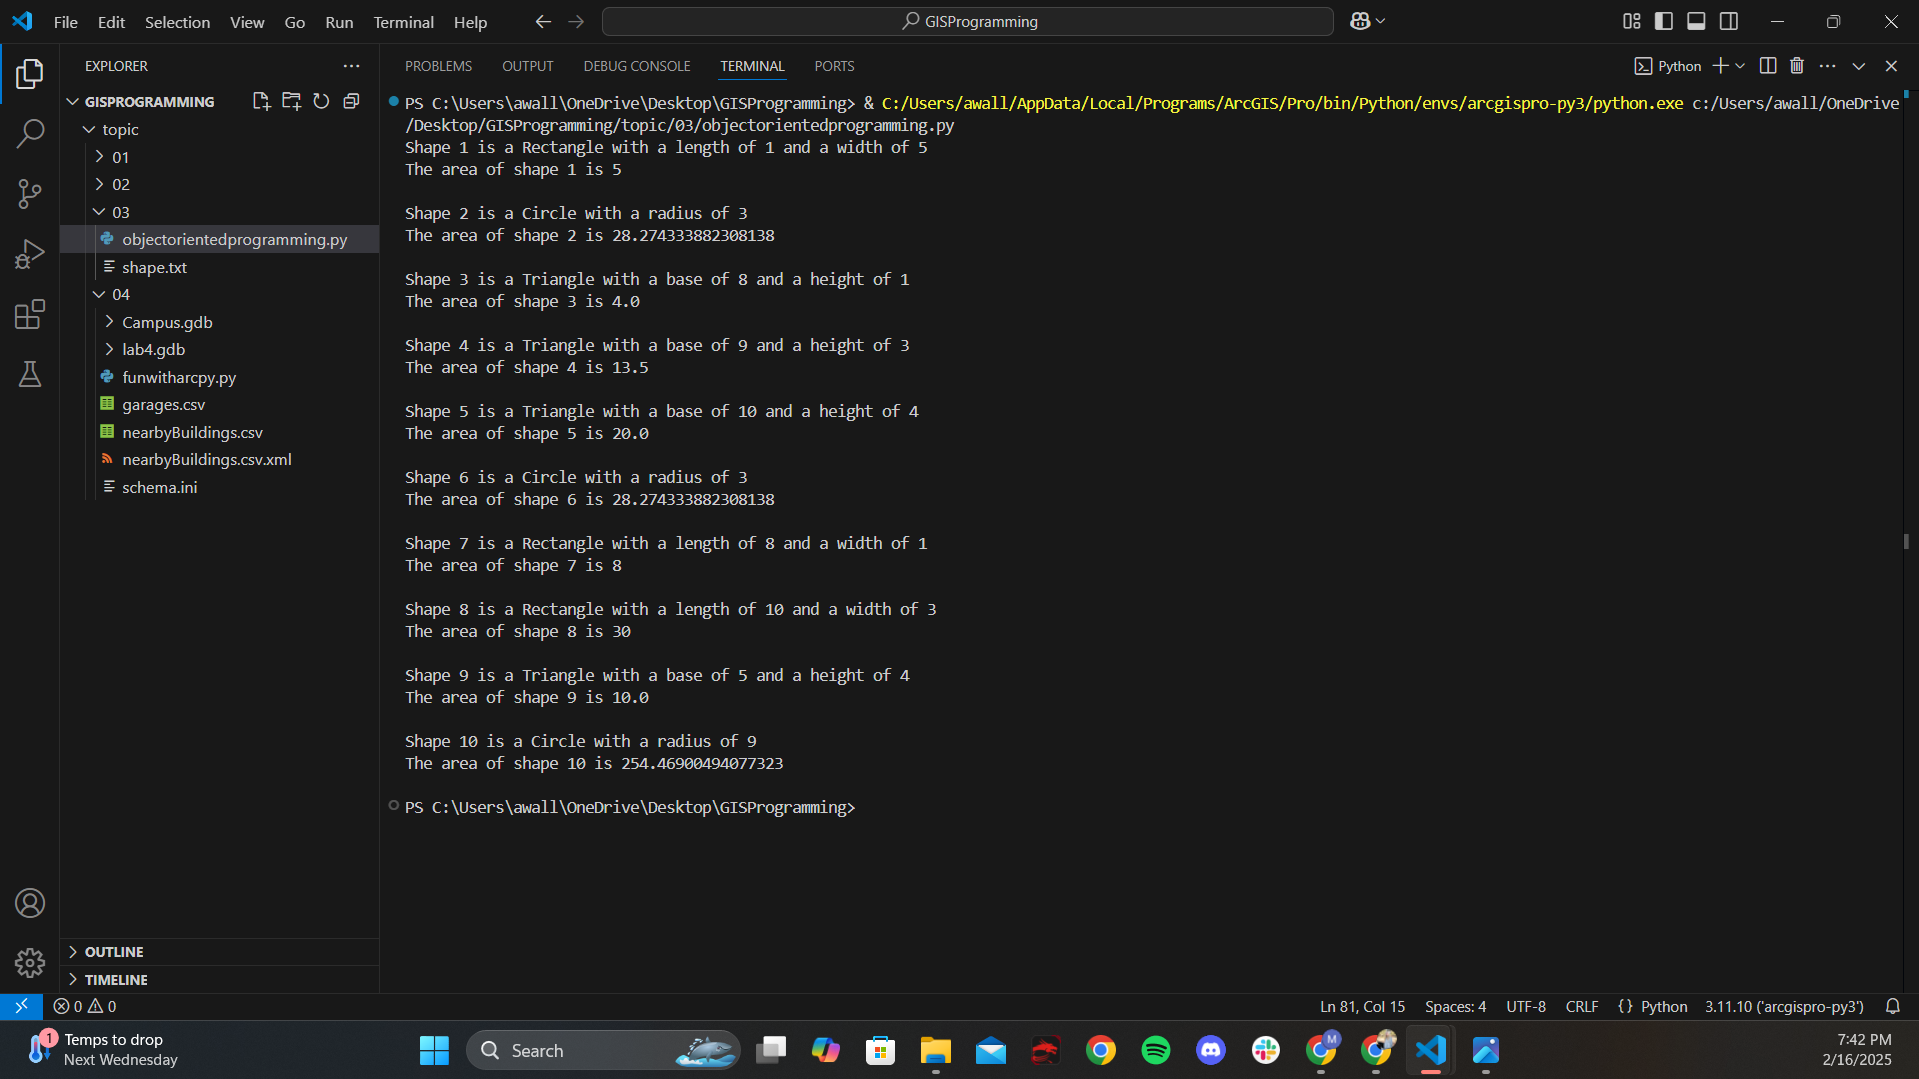 File Edit Selection View Go Run Terminal Help
GISProgramming
EXPLORER
GISPROGRAMMING
topic
01
02
03
objectorientedprogramming.py
shape.txt
04
Campus.gdb
lab4.gdb
funwitharcpy.py
garages.csv
nearbyBuildings.csv
nearbyBuildings.csv.xml
schema.ini
OUTLINE
TIMELINE
PROBLEMS OUTPUT DEBUG CONSOLE TERMINAL PORTS
Python
PS C:\Users\awall\OneDrive\Desktop\GISProgramming> & C:/Users/awall/AppData/Local/Programs/ArcGIS/Pro/bin/Python/envs/arcgispro-py3/python.exe c:/Users/awall/OneDrive
/Desktop/GISProgramming/topic/03/objectorientedprogramming.py
Shape 1 is a Rectangle with a length of 1 and a width of 5
The area of shape 1 is 5
Shape 2 is a Circle with a radius of 3
The area of shape 2 is 28.274333882308138
Shape 3 is a Triangle with a base of 8 and a height of 1
The area of shape 3 is 4.0
Shape 4 is a Triangle with a base of 9 and a height of 3
The area of shape 4 is 13.5
Shape 5 is a Triangle with a base of 10 and a height of 4
The area of shape 5 is 20.0
Shape 6 is a Circle with a radius of 3
The area of shape 6 is 28.274333882308138
Shape 7 is a Rectangle with a length of 8 and a width of 1
The area of shape 7 is 8
Shape 8 is a Rectangle with a length of 10 and a width of 3
The area of shape 8 is 30
Shape 9 is a Triangle with a base of 5 and a height of 4
The area of shape 9 is 10.0
Shape 10 is a Circle with a radius of 9
The area of shape 10 is 254.46900494077323
PS C:\Users\awall\OneDrive\Desktop\GISProgramming>
0 0
Ln 81, Col 15 Spaces: 4 UTF-8 CRLF {} Python 3.11.10 ('arcgispro-py3')
1
Temps to drop
Next Wednesday
Search
M
7:42 PM
2/16/2025